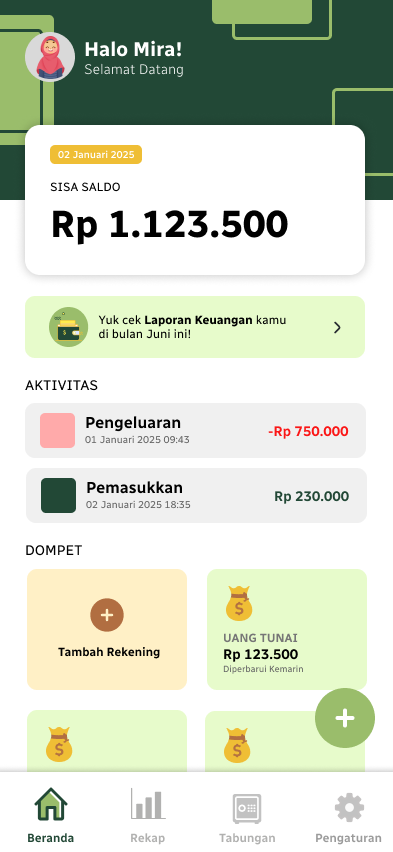 Halo Mira!
Selamat Datang
02 Januari 2025
SISA SALDO
Rp 1.123.500
Yuk cek Laporan Keuangan kamu
di bulan Juni ini!
AKTIVITAS
Pengeluaran
01 Januari 2025 09:43
-Rp 750.000
Pemasukkan
02 Januari 2025 18:35
Rp 230.000
DOMPET
Tambah Rekening
UANG TUNAI
Rp 123.500
Diperbarui Kemarin
Beranda
Rekap
Tabungan
Pengaturan